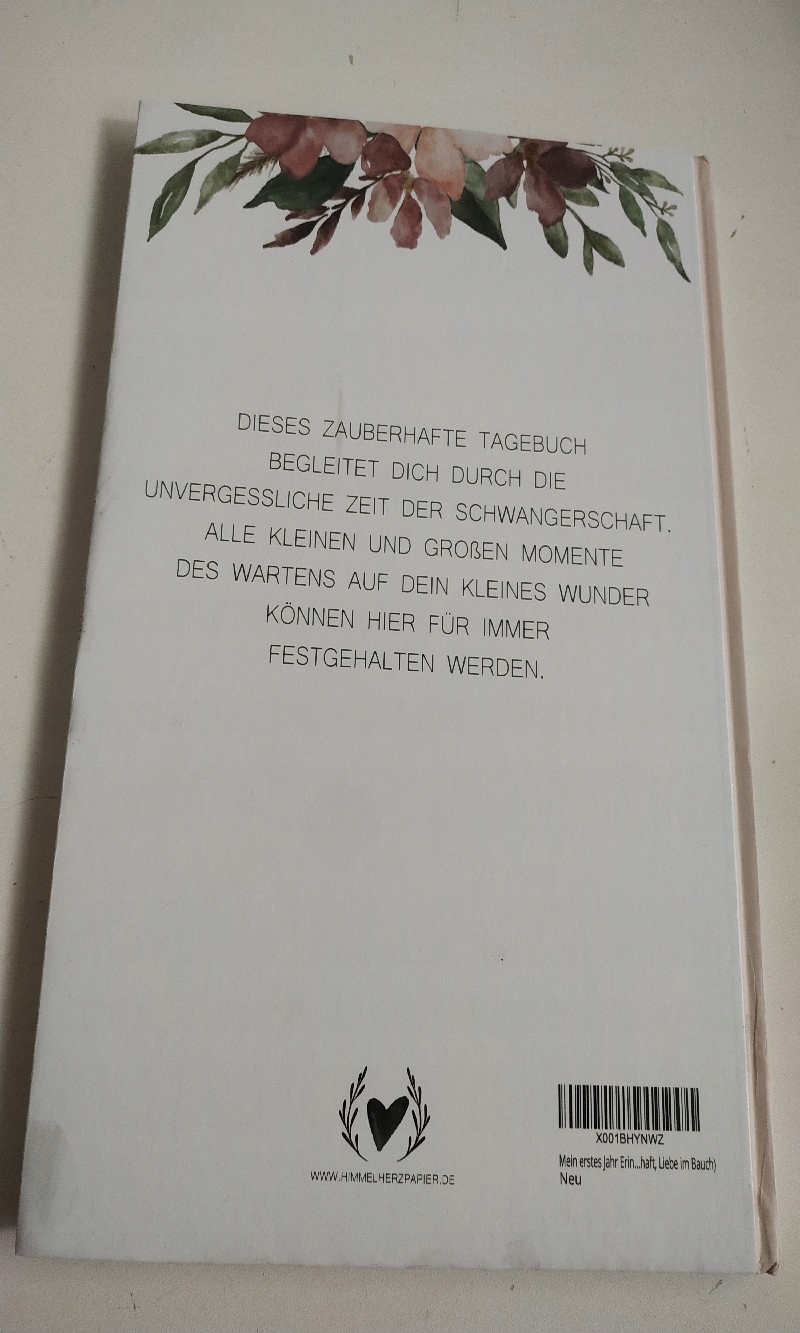 DIESES ZAUBERHAFTE TAGEBUCH
BEGLEITET DICH DURCH DIE
UNVERGESSLICHE ZEIT DER SCHWANGERSCHAFT.
ALLE KLEINEN UND GROßEN MOMENTE
DES WARTENS AUF DEIN KLEINES WUNDER
KÖNNEN HIER FÜR IMMER
FESTGEHALTEN WERDEN.
WWW.HIMMELHERZPAPIER.DE
X001BHYNWZ
Mein erstes Jahr Erin...haft, Liebe im Bauch)
Neu